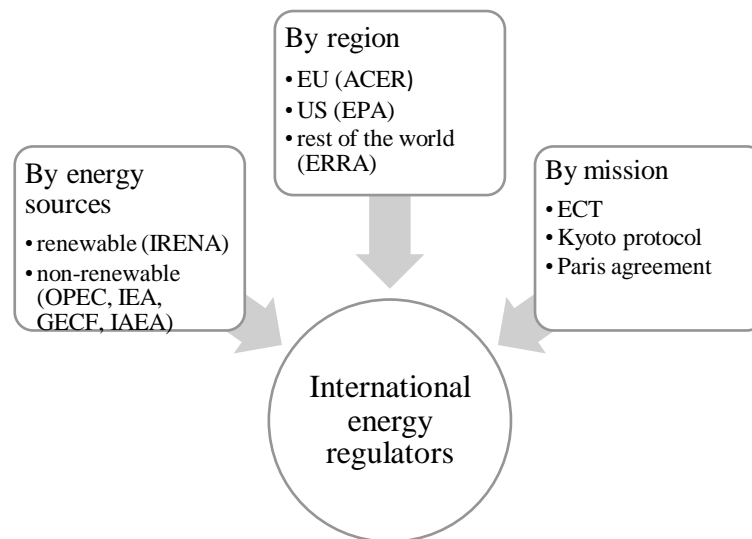 By region
• EU (ACER)
• US (EPA)
• rest of the world
(ERRA)
By energy
sources
• renewable (IRENA)
• non-renewable
(OPEC, IEA,
GECF, IAEA)
By mission
• ECT
• Kyoto protocol
• Paris agreement
International
energy
regulators